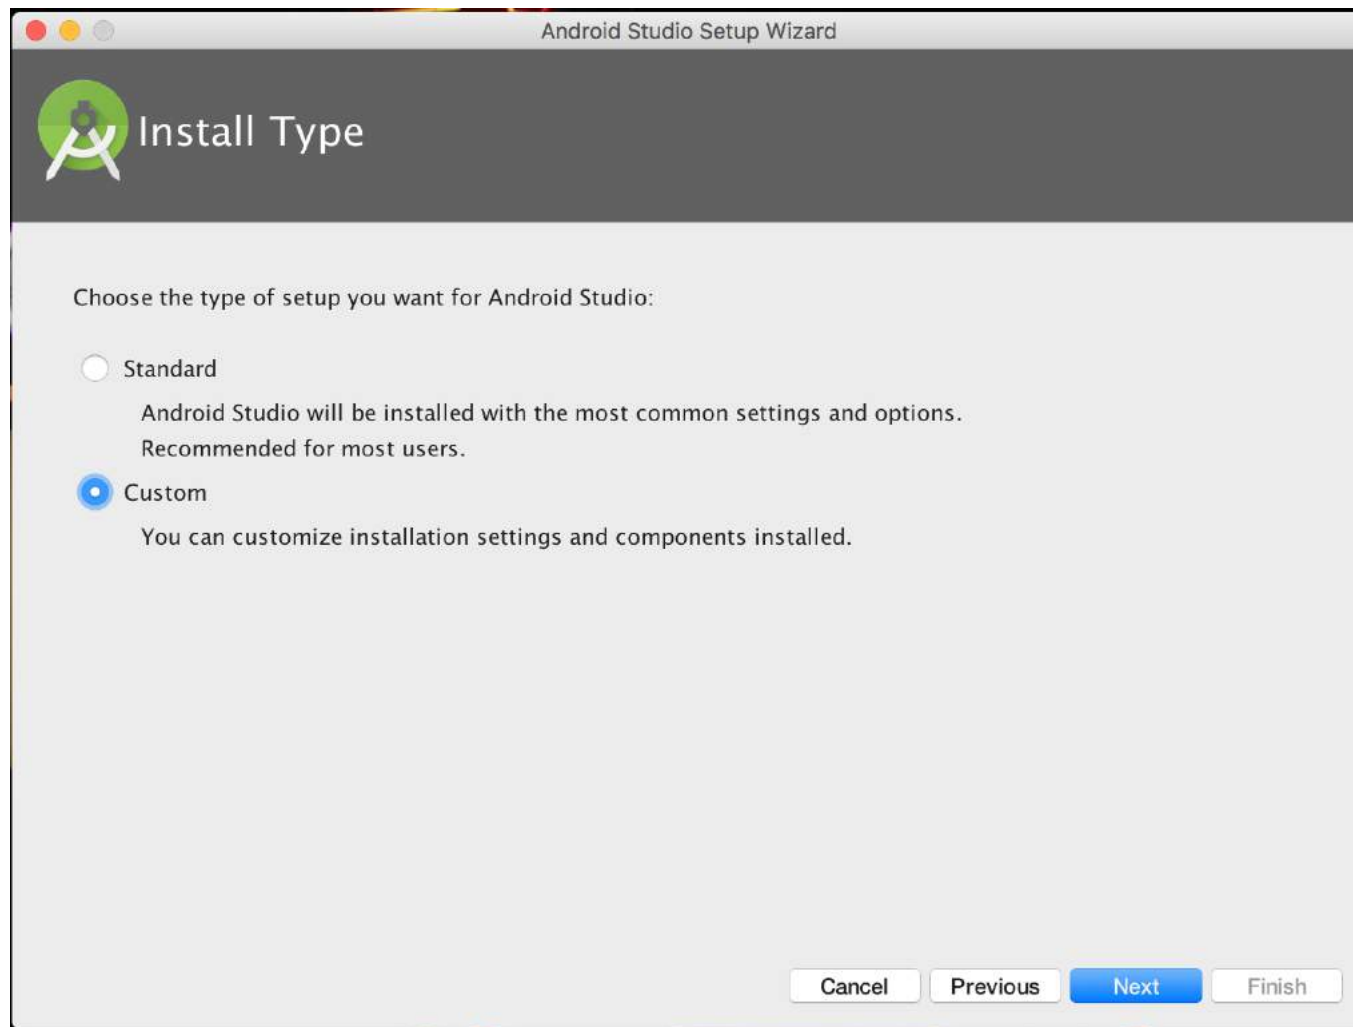 Android Studio Setup Wizard
Install Type
Choose the type of setup you want for Android Studio:
Standard
Android Studio will be installed with the most common settings and options.
Recommended for most users.
Custom
You can customize installation settings and components installed.
Cancel Previous Next Finish